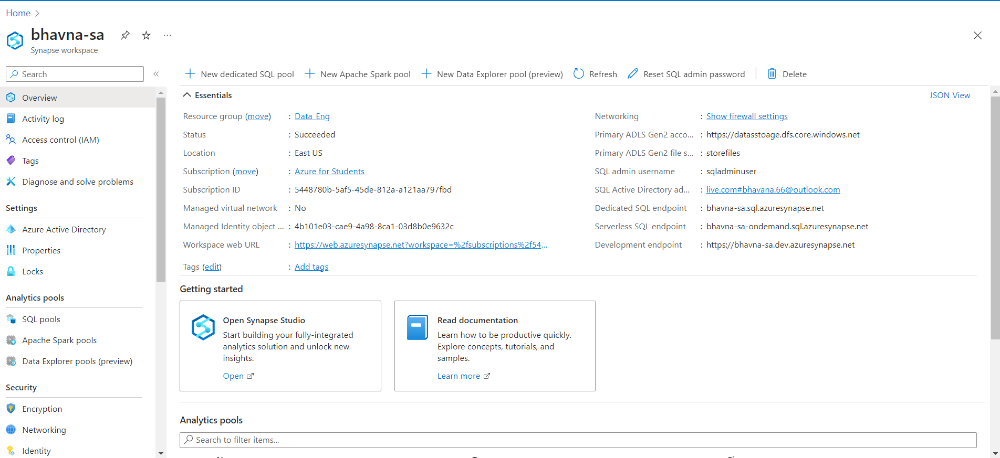 Home
bhavna-sa
Synapse workspace
Search
Overview
Activity log
Access control (IAM)
Tags
Diagnose and solve problems
Settings
Azure Active Directory
Properties
Locks
Analytics pools
SQL pools
Apache Spark pools
Data Explorer pools (preview)
Security
Encryption
Networking
Identity
New dedicated SQL pool New Apache Spark pool New Data Explorer pool (preview) Refresh Reset SQL admin password Delete
Essentials JSON View
Resource group (move) : Data_Eng
Status : Succeeded
Location : East US
Subscription (move) : Azure for Students
Subscription ID : 5448780b-5af5-45de-812a-a121aa797fbd
Managed virtual network : No
Managed Identity object ... : 4b101e03-cae9-4a98-8ca1-03d8b0e9632c
Workspace web URL : https://web.azuresynapse.net?workspace=%2fsubscriptions%2f54...
Tags (edit) : Add tags
Networking : Show firewall settings
Primary ADLS Gen2 acco... : https://datasstoage.dfs.core.windows.net
Primary ADLS Gen2 file s... : storefiles
SQL admin username : sqladminuser
SQL Active Directory ad... : live.com#bhavana.66@outlook.com
Dedicated SQL endpoint : bhavna-sa.sql.azuresynapse.net
Serverless SQL endpoint : bhavna-sa-ondemand.sql.azuresynapse.net
Development endpoint : https://bhavna-sa.dev.azuresynapse.net
Getting started
Open Synapse Studio
Start building your fully-integrated
analytics solution and unlock new
insights.
Open
Read documentation
Learn how to be productive quickly.
Explore concepts, tutorials, and
samples.
Learn more
Analytics pools
Search to filter items...